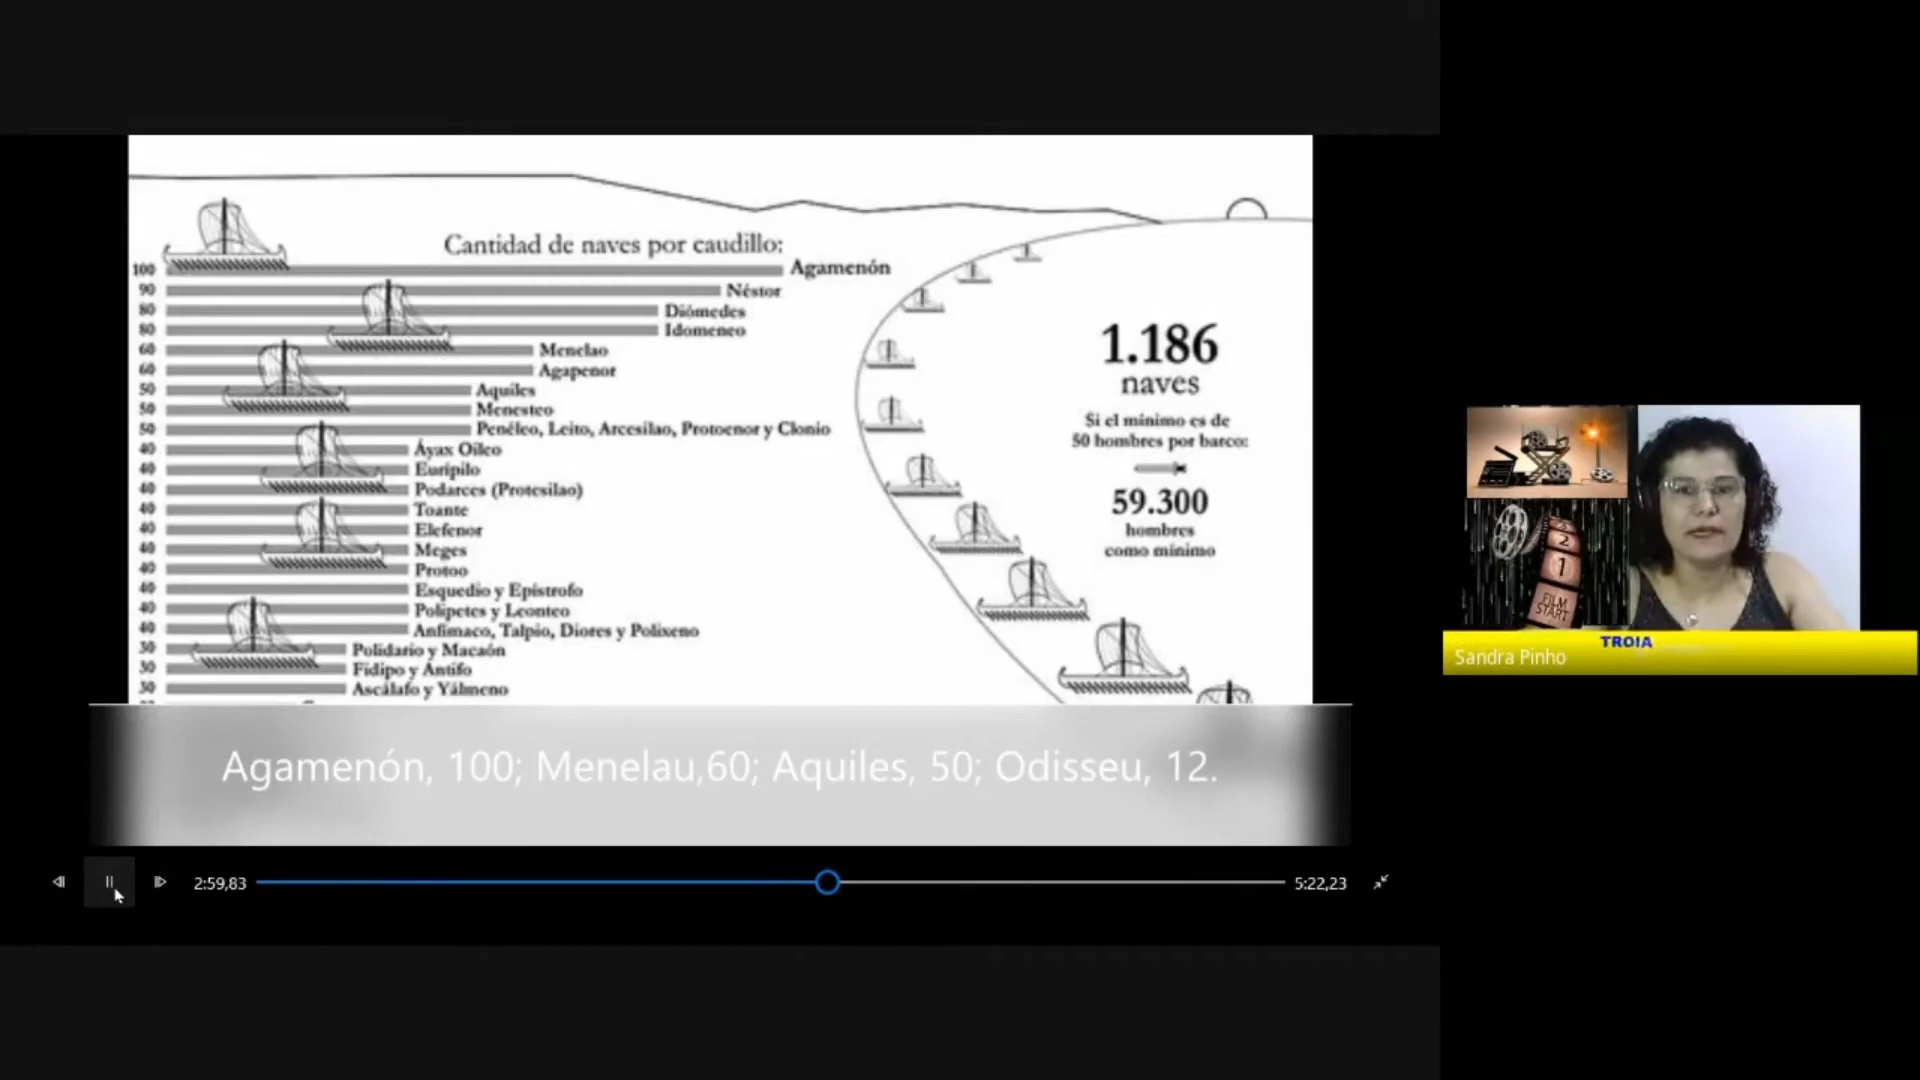 Cantidad de naves por caudillo:
100 Agamenón
90 Néstor
80 Diómedes
80 Idomeneo
60 Menelao
60 Agapenor
50 Aquiles
50 Menesteo
50 Penéleo, Leito, Arcesilao, Protoenor y Clonio
40 Áyax Oileo
40 Eurípilo
40 Podarces (Protesilao)
40 Toante
40 Elefenor
40 Meges
40 Protoo
40 Esquedio y Epístrofo
40 Polipetes y Leonteo
40 Anfímaco, Talpio, Diores y Polixeno
30 Polidario y Macaón
30 Fidipo y Ántifo
30 Ascálafo y Yálmeno
1.186
naves
Si el mínimo es de
50 hombres por barco:
59.300
hombres
como mínimo
Agamenón, 100; Menelau,60; Aquiles, 50; Odisseu, 12.
2:59,83
5:22,23
2
1
FILM
START
TROIA
Sandra Pinho